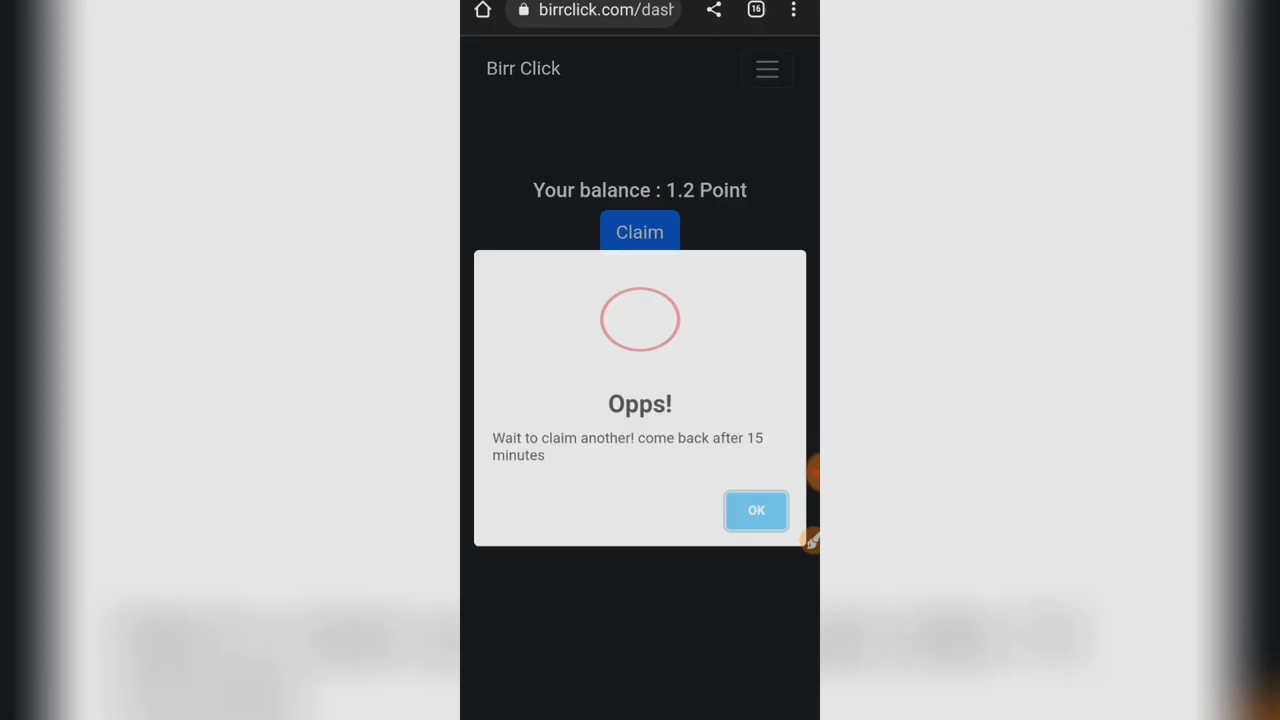 birrclick.com/dash
16
Birr Click
Your balance : 1.2 Point
Claim
Opps!
Wait to claim another! come back after 15
minutes
OK